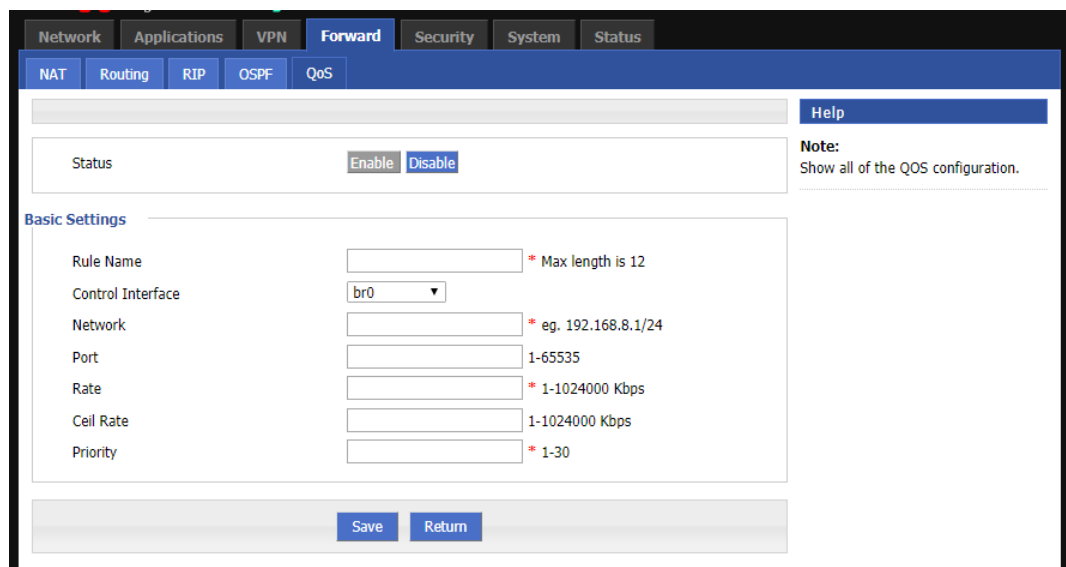 Network Applications VPN Forward Security System Status
NAT Routing RIP OSPF QoS
Help
Note:
Show all of the QOS configuration.
Status Enable Disable
Basic Settings
Rule Name * Max length is 12
Control Interface br0
Network * eg. 192.168.8.1/24
Port 1-65535
Rate * 1-1024000 Kbps
Ceil Rate 1-1024000 Kbps
Priority * 1-30
Save Return